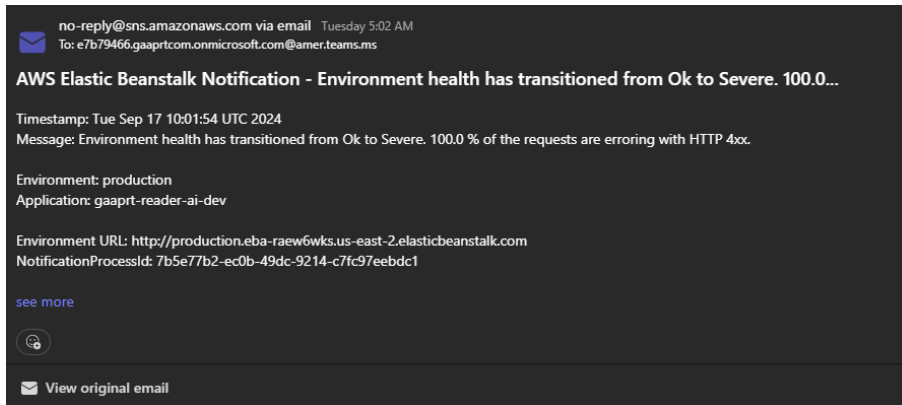 no-reply@sns.amazonaws.com via email Tuesday 5:02 AM
To: e7b79466.gaaprtcom.onmicrosoft.com@amer.teams.ms
AWS Elastic Beanstalk Notification - Environment health has transitioned from Ok to Severe. 100.0...
Timestamp: Tue Sep 17 10:01:54 UTC 2024
Message: Environment health has transitioned from Ok to Severe. 100.0 % of the requests are erroring with HTTP 4xx.
Environment: production
Application: gaaprt-reader-ai-dev
Environment URL: http://production.eba-raew6wks.us-east-2.elasticbeanstalk.com
NotificationProcessId: 7b5e77b2-ec0b-49dc-9214-c7fc97eebdc1
see more
View original email